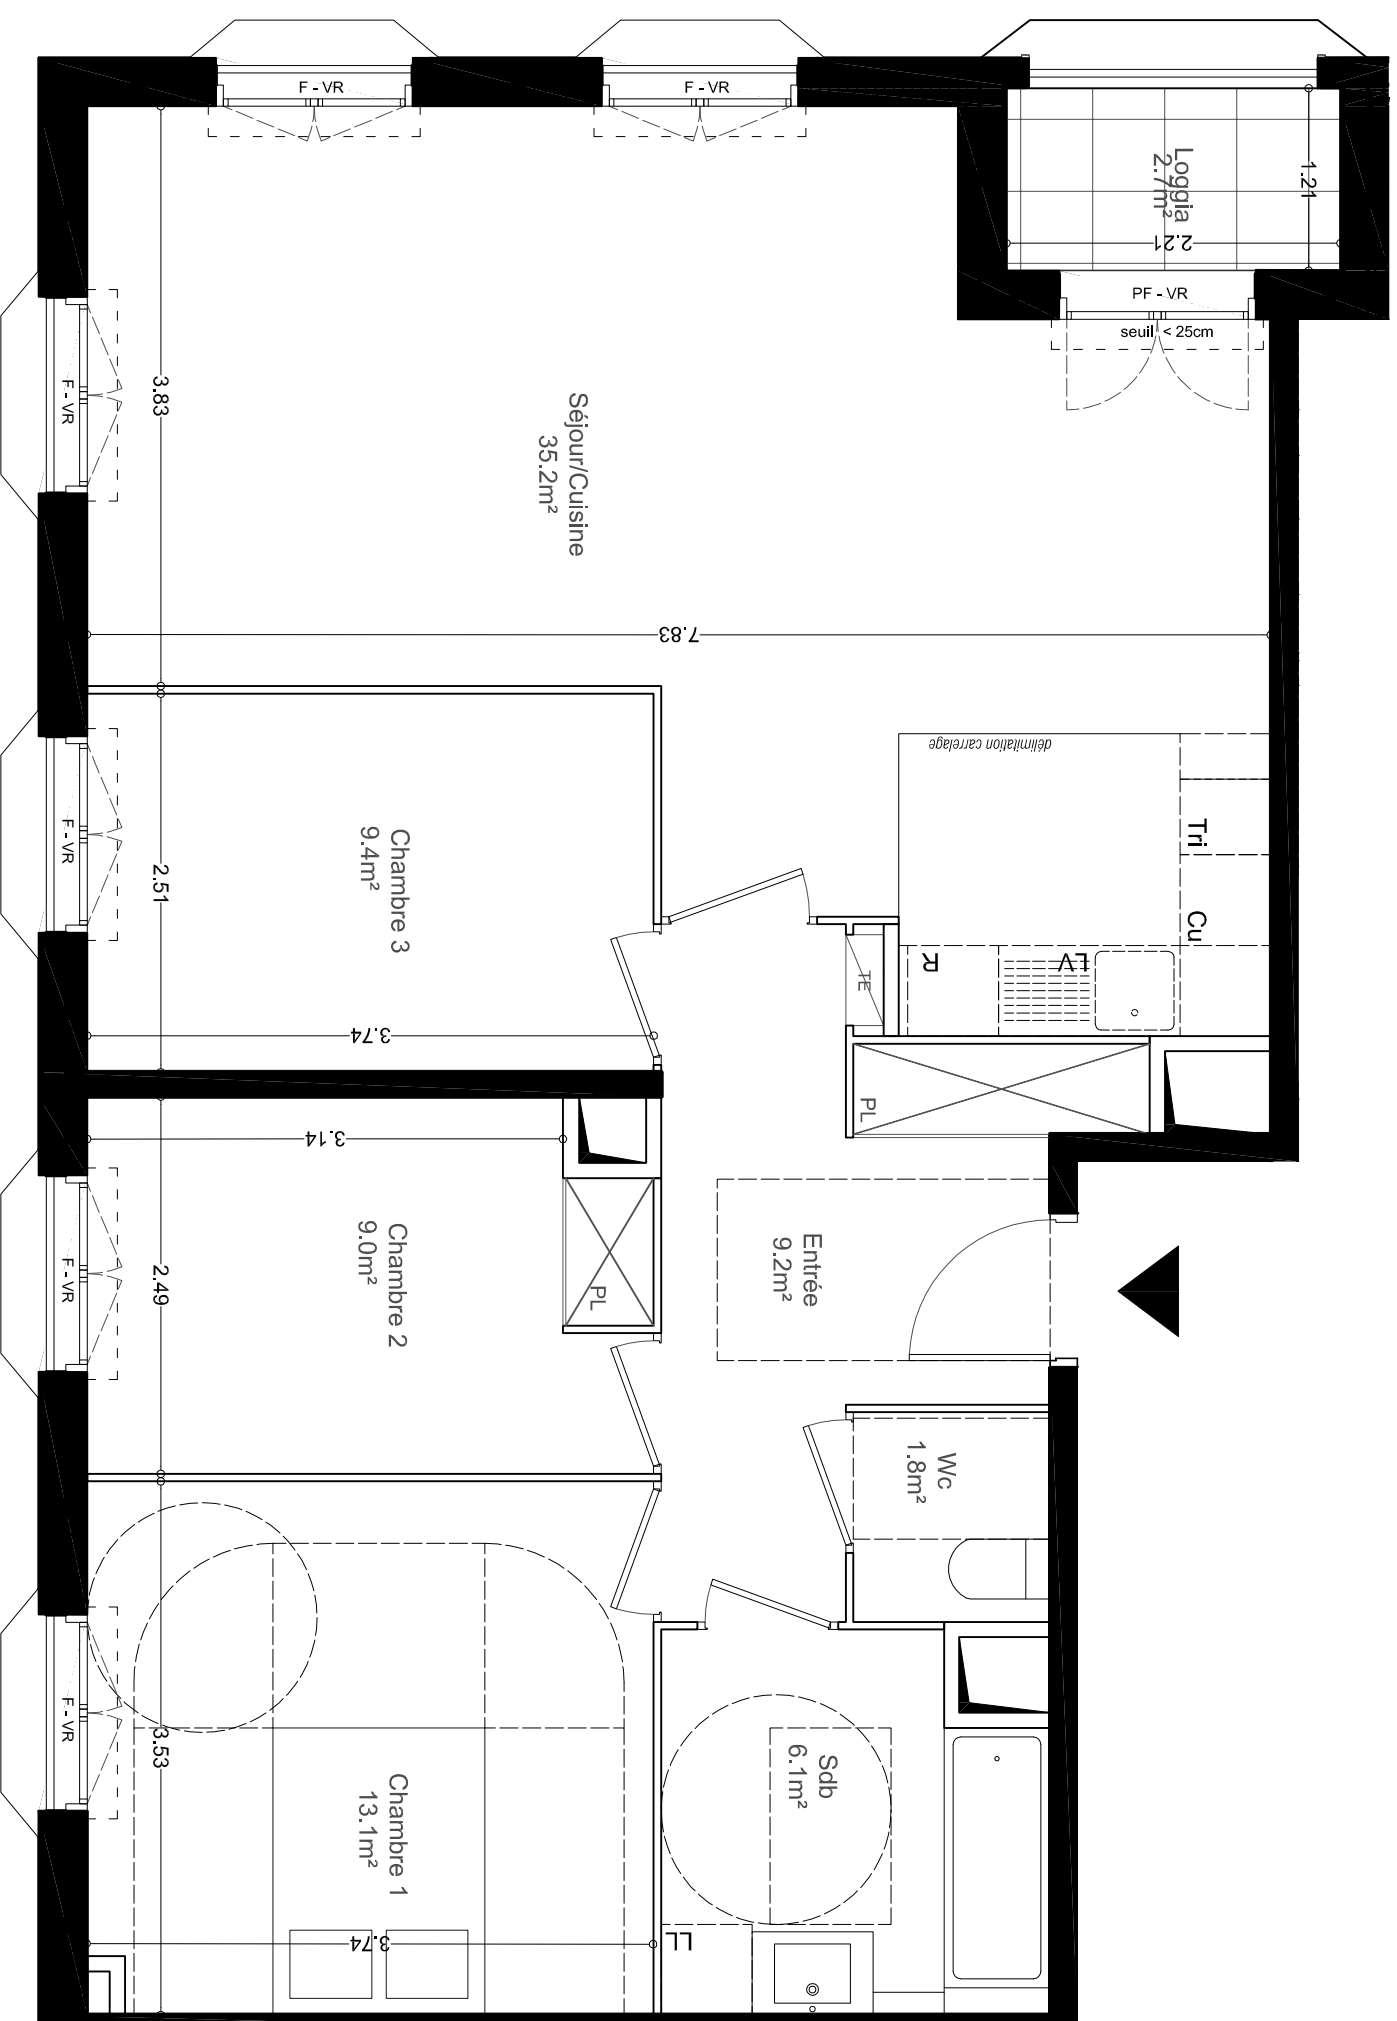 F - VR
F - VR
Loggia
2.7m²
1.21
2.21
PF - VR
seuil < 25cm
F - VR
3.83
Séjour/Cuisine
35.2m²
7.83
délimitation carrelage
Tri
Cu
LV
R
TE
PL
F - VR
2.51
Chambre 3
9.4m²
3.74
3.14
PL
F - VR
2.49
Chambre 2
9.0m²
Entrée
9.2m²
Wc
1.8m²
F - VR
3.53
Chambre 1
13.1m²
3.74
Sdb
6.1m²
LL